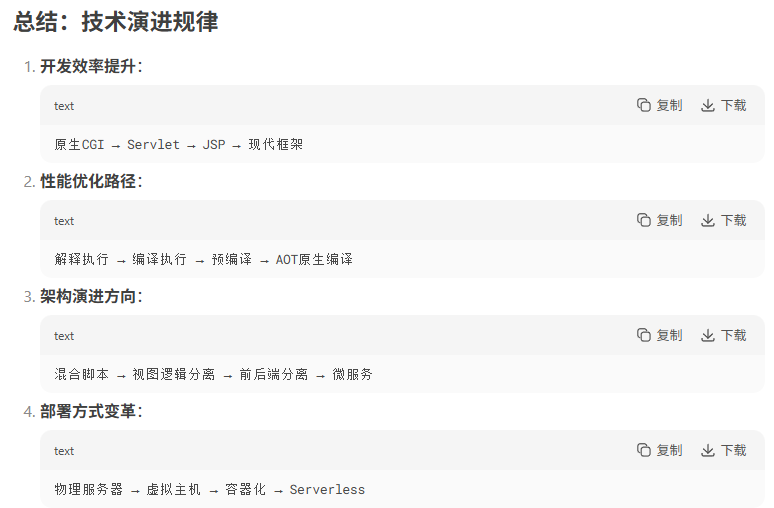 总结：技术演进规律
1. 开发效率提升：
text 复制 下载
原生CGI → Servlet → JSP → 现代框架
2. 性能优化路径：
text 复制 下载
解释执行 → 编译执行 → 预编译 → AOT原生编译
3. 架构演进方向：
text 复制 下载
混合脚本 → 视图逻辑分离 → 前后端分离 → 微服务
4. 部署方式变革：
text 复制 下载
物理服务器 → 虚拟主机 → 容器化 → Serverless